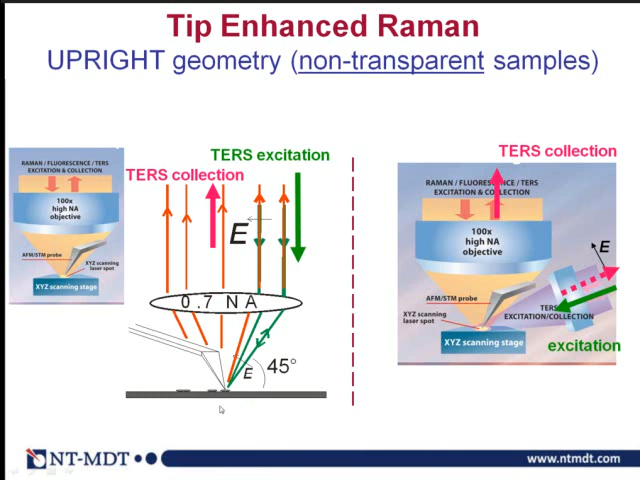 Tip Enhanced Raman
UPRIGHT geometry (non-transparent samples)
RAMAN / FLUORESCENCE / TERS
EXCITATION & COLLECTION
100x
high NA
objective
AFM/STM probe
XYZ scanning
laser spot
XYZ scanning stage
TERS excitation
TERS collection
E
0.7 NA
E
45°
TERS collection
RAMAN / FLUORESCENCE / TERS
EXCITATION & COLLECTION
100x
high NA
objective
E
AFM/STM probe
XYZ scanning
laser spot
TERS
EXCITATION/COLLECTION
XYZ scanning stage
excitation
NT-MDT
www.ntmdt.com